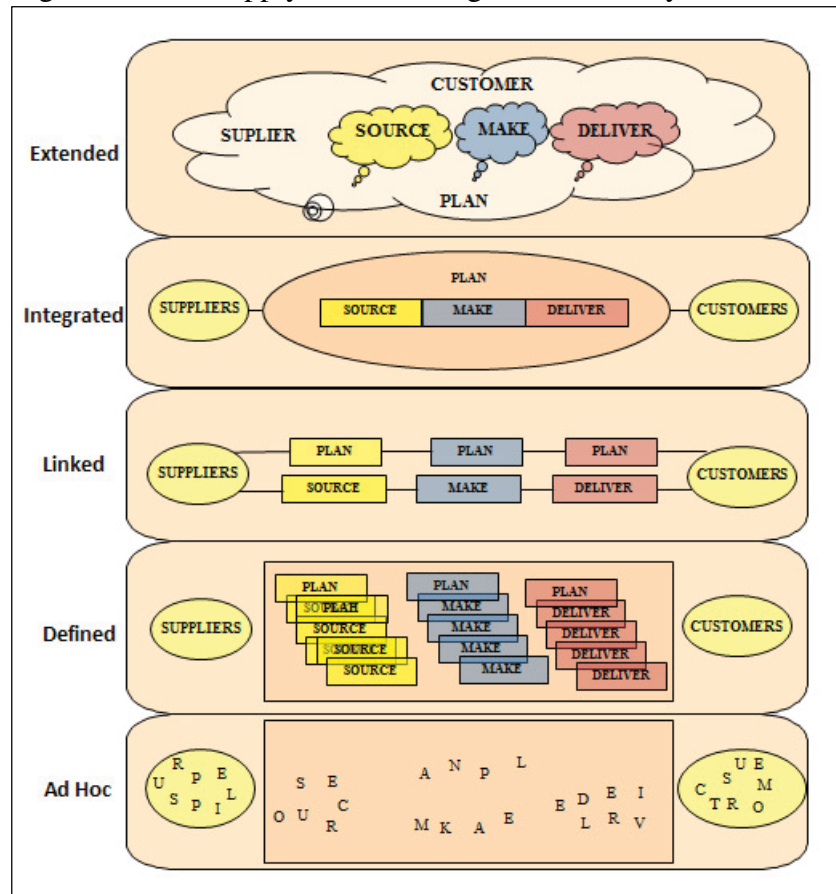 CUSTOMER
SUPLIER
SOURCE
MAKE
DELIVER
PLAN
Extended
PLAN
SUPPLIERS
SOURCE
MAKE
DELIVER
CUSTOMERS
Integrated
PLAN
PLAN
PLAN
Linked
SUPPLIERS
CUSTOMERS
SOURCE
MAKE
DELIVER
PLAN
PLAN
SOURCE
SOURCE
SOURCE
PLAN
MAKE
MAKE
MAKE
MAKE
PLAN
DELIVER
DELIVER
DELIVER
DELIVER
Defined
SUPPLIERS
CUSTOMERS
Ad Hoc
R
U P E
S P I L
S E
O U R C
A N P L
M K A E
E D E I
L R V
U E
C S M
T R O